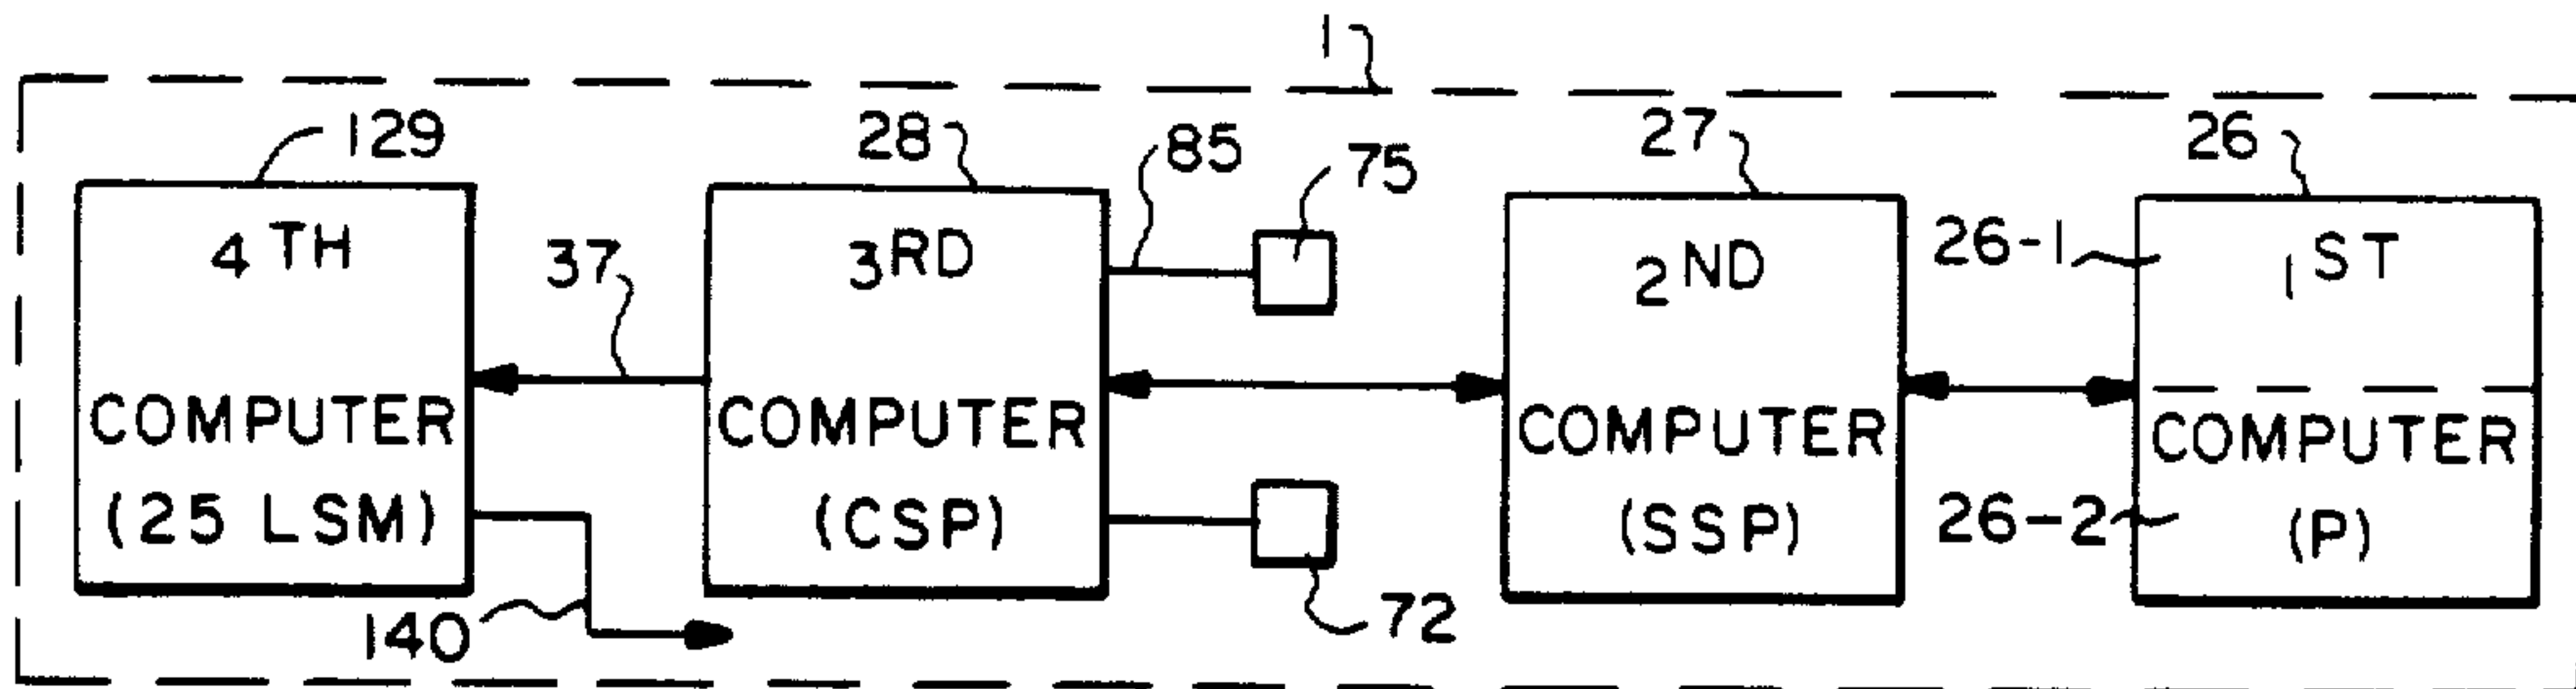 1
129
28
85
75
27
26
4TH
37
3RD
2ND
26-1
1ST
COMPUTER
(25 LSM)
COMPUTER
(CSP)
COMPUTER
(SSP)
COMPUTER
(P)
26-2
140
72